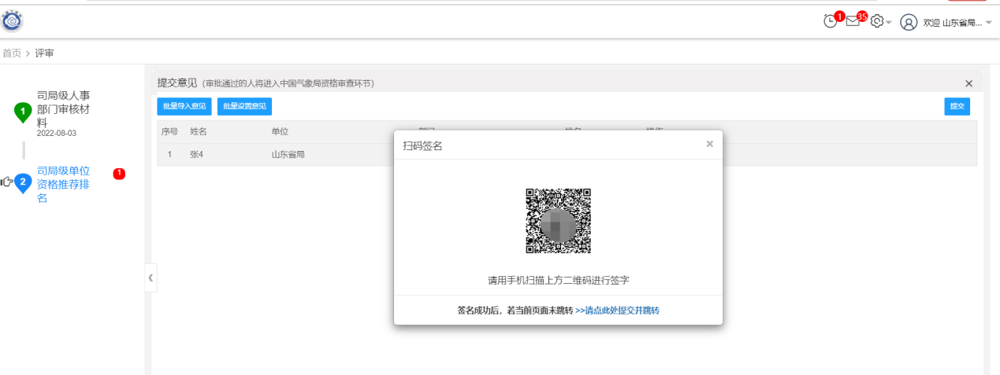 1
35
欢迎 山东省局...
首页 > 评审
提交意见（审批通过的人将进入中国气象局资格审查环节）
×
批量导入意见
批量设置意见
提交
1
司局级人事
部门审核材
料
2022-08-03
2
司局级单位
资格推荐排
名
1
序号 姓名 单位
1 张4 山东省局
扫码签名
×
请用手机扫描上方二维码进行签字
签名成功后，若当前页面未跳转 >>请点此处提交并跳转
《